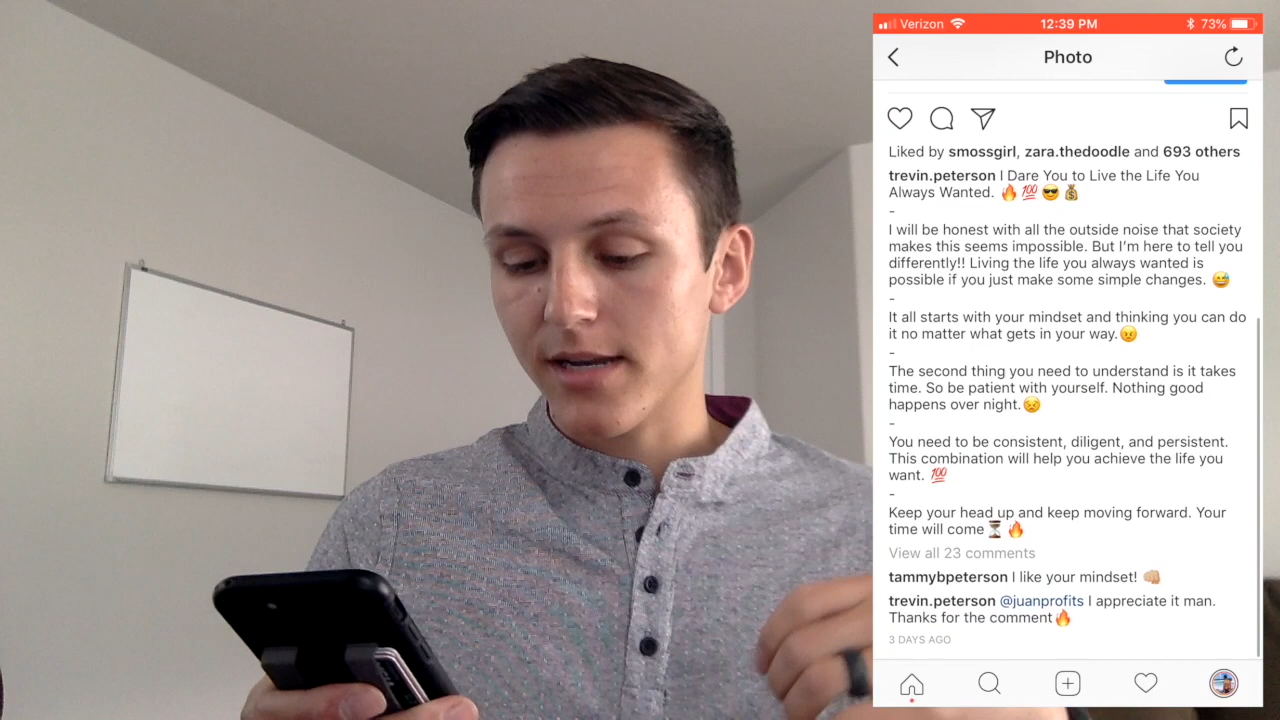 Verizon 12:39 PM 73%
Photo
Liked by smossgirl, zara.thedoodle and 693 others
trevin.peterson I Dare You to Live the Life You
Always Wanted. 🔥 💯 😎 💰
-
I will be honest with all the outside noise that society
makes this seems impossible. But I'm here to tell you
differently!! Living the life you always wanted is
possible if you just make some simple changes. 😅
-
It all starts with your mindset and thinking you can do
it no matter what gets in your way.😠
-
The second thing you need to understand is it takes
time. So be patient with yourself. Nothing good
happens over night.😣
-
You need to be consistent, diligent, and persistent.
This combination will help you achieve the life you
want. 💯
-
Keep your head up and keep moving forward. Your
time will come⏳ 🔥
View all 23 comments
tammybpeterson I like your mindset! 👊🏼
trevin.peterson @juanprofits I appreciate it man.
Thanks for the comment🔥
3 DAYS AGO